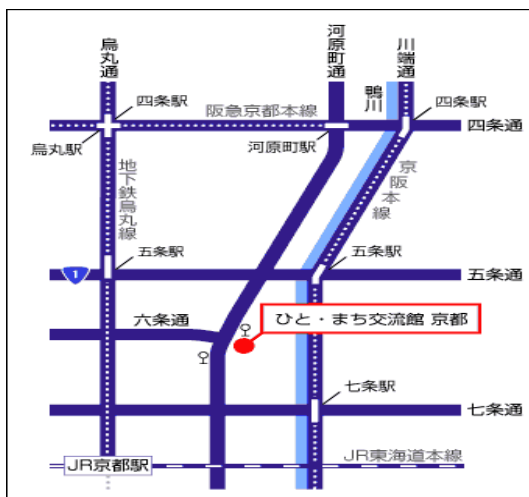 烏丸通
河原町通
川端通
鴨川
四条駅
阪急京都本線
四条駅
四条通
烏丸駅
河原町駅
地下鉄烏丸線
京阪本線
五条駅
五条駅
1
五条通
六条通
ひと・まち交流館 京都
七条駅
七条通
JR東海道本線
JR京都駅